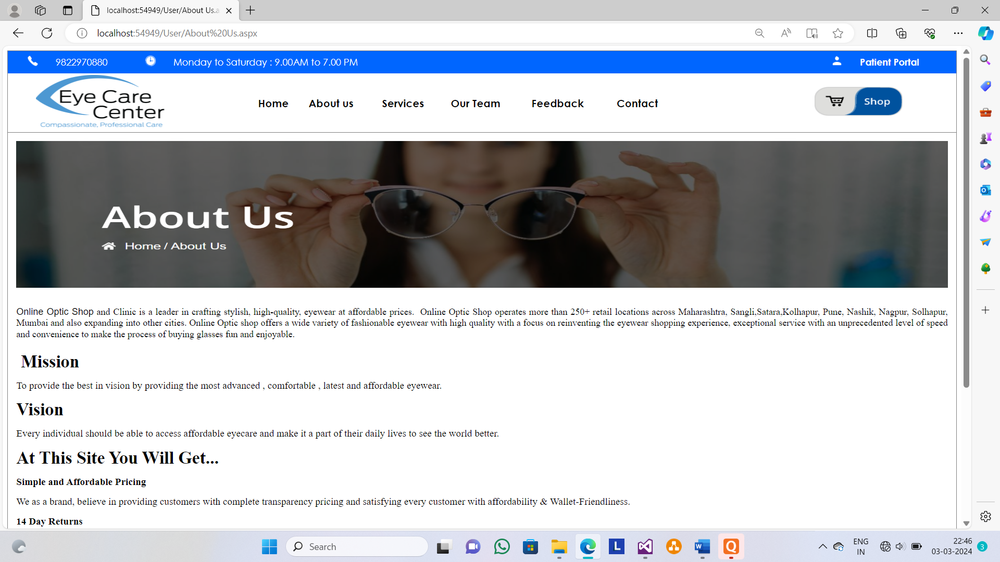 localhost:54949/User/About Us.a
localhost:54949/User/About%20Us.aspx
9822970880 Monday to Saturday : 9.00AM to 7.00 PM Patient Portal
Eye Care
Center
Compassionate, Professional Care
Home About us Services Our Team Feedback Contact Shop
About Us
Home / About Us
Online Optic Shop and Clinic is a leader in crafting stylish, high-quality, eyewear at affordable prices. Online Optic Shop operates more than 250+ retail locations across Maharashtra, Sangli,Satara,Kolhapur, Pune, Nashik, Nagpur, Solhapur,
Mumbai and also expanding into other cities. Online Optic shop offers a wide variety of fashionable eyewear with high quality with a focus on reinventing the eyewear shopping experience, exceptional service with an unprecedented level of speed
and convenience to make the process of buying glasses fun and enjoyable.
Mission
To provide the best in vision by providing the most advanced , comfortable , latest and affordable eyewear.
Vision
Every individual should be able to access affordable eyecare and make it a part of their daily lives to see the world better.
At This Site You Will Get...
Simple and Affordable Pricing
We as a brand, believe in providing customers with complete transparency pricing and satisfying every customer with affordability & Wallet-Friendliness.
14 Day Returns
Search
ENG
IN
22:46
03-03-2024
3